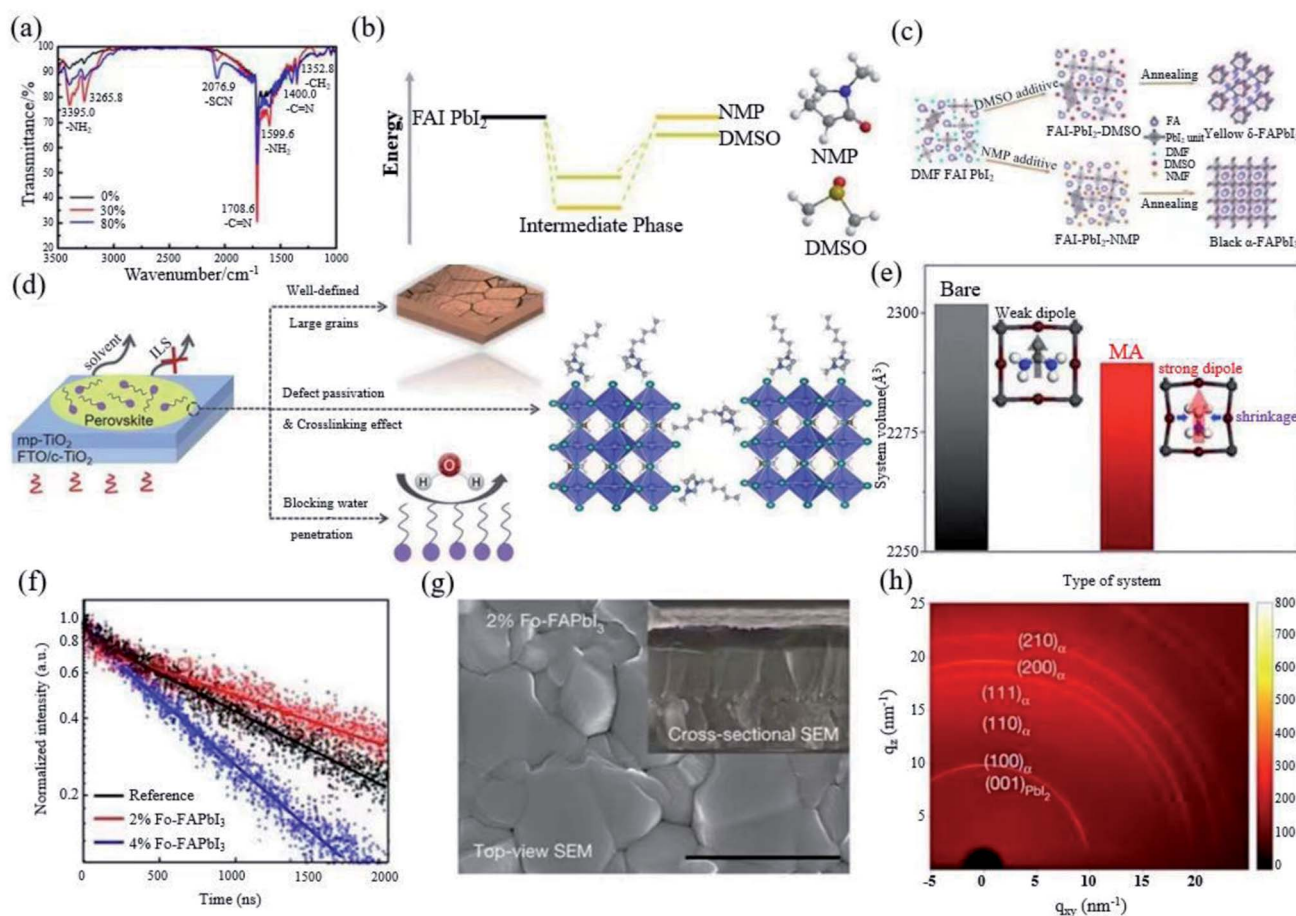 (a)
100
90
80
70
60
50
40
30
20
Transmittance/%
3395.0
-NH2
3265.8
2076.9
-SCN
1708.6
-C=N
1599.6
-NH2
1400.0
-C=N
1352.8
-CH2
0%
30%
80%
3500 3000 2500 2000 1500 1000
Wavenumber/cm-1
(b)
Energy
FAI PbI2
NMP
DMSO
Intermediate Phase
NMP
DMSO
(c)
DMF FAI PbI2
DMSO additive
NMP additive
FAI-PbI2-DMSO
FAI-PbI2-NMP
Annealing
Annealing
Yellow δ-FAPbI
Black α-FAPbI
FA
PbI2 unit
DMF
DMSO
NMF
(d)
solvent
ILS
Perovskite
mp-TiO2
FTO/c-TiO2
Well-defined
Large grains
Defect passivation
& Crosslinking effect
Blocking water
penetration
H O H
(e)
System volume(Å3)
2300
2275
2250
Bare
Weak dipole
MA
strong dipole
shrinkage
Type of system
(f)
Normalized intensity (a.u.)
1.0
0.8
0.6
0.4
0.2
Reference
2% Fo-FAPbI3
4% Fo-FAPbI3
0 500 1000 1500 2000
Time (ns)
(g)
2% Fo-FAPbI3
Cross-sectional SEM
Top-view SEM
(h)
25
20
15
10
5
qz (nm-1)
(210)α
(200)α
(111)α
(110)α
(100)α
(001)PbI2
-5 0 5 10 15 20
qxy (nm-1)
800
700
600
500
400
300
200
100
0